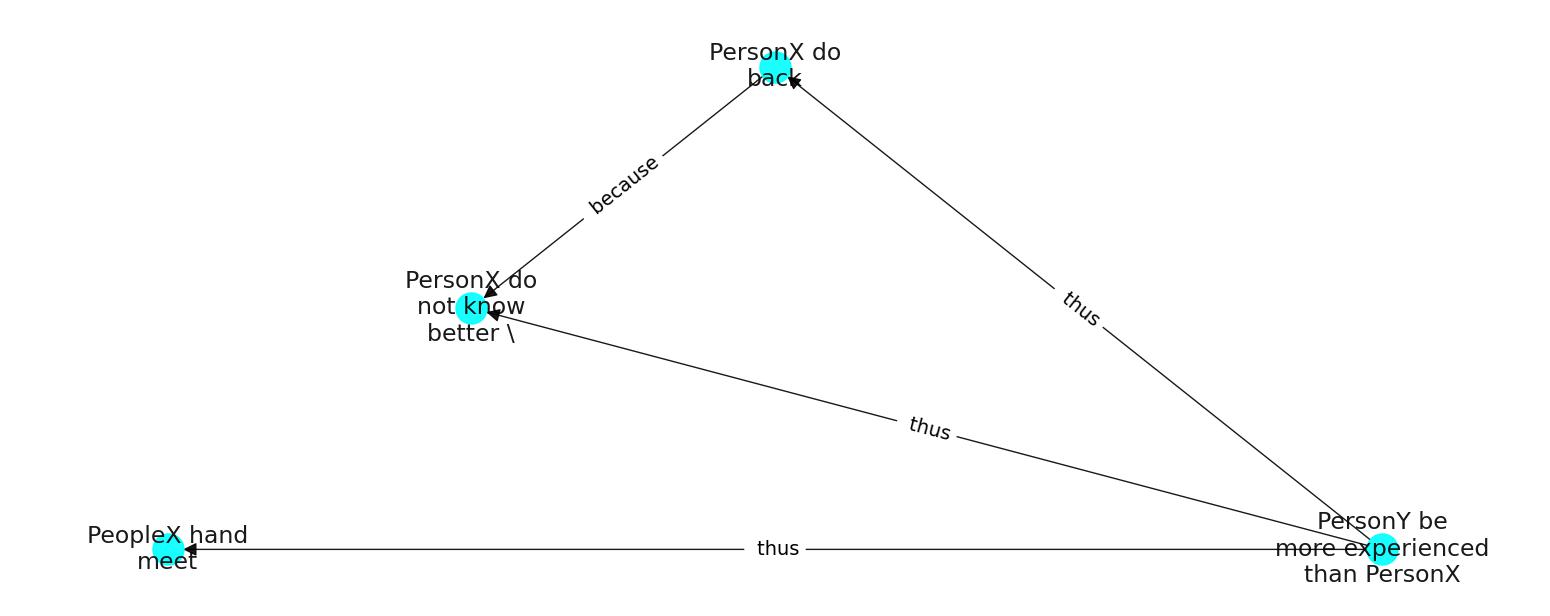 PersonX do
back
because
PersonX do
not know
better \
thus
thus
PersonY be
more experienced
than PersonX
PeopleX hand
meet
thus